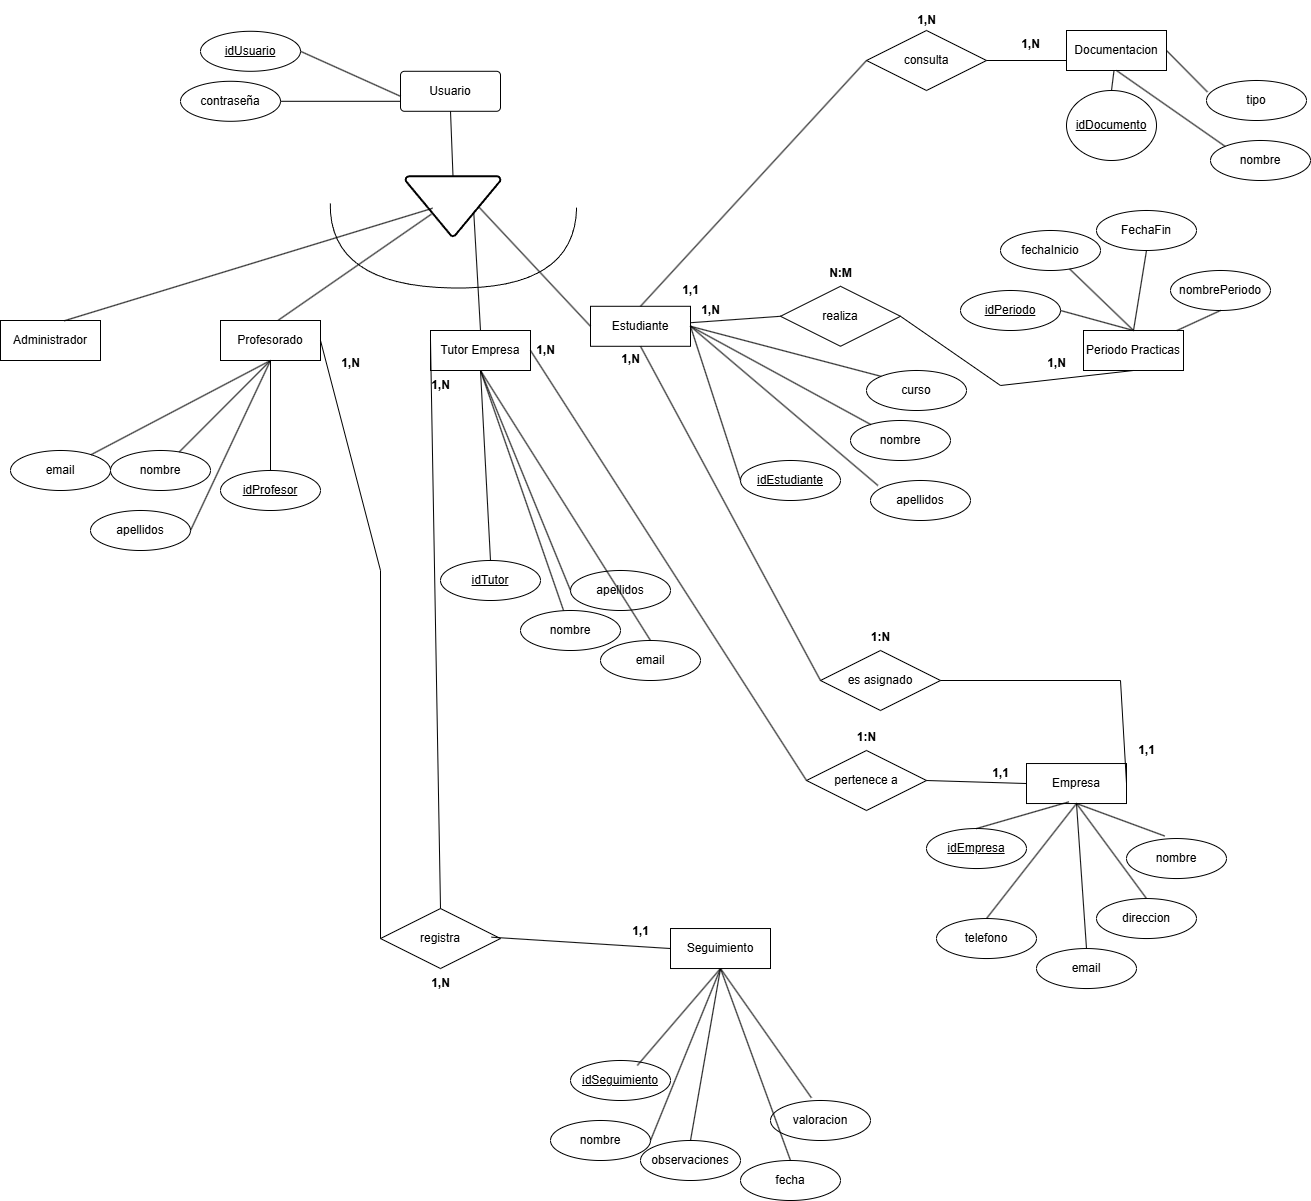 1,N
idUsuario
Usuario
contraseña
consulta
1,N
Documentacion
tipo
idDocumento
nombre
FechaFin
fechaInicio
nombrePeriodo
idPeriodo
N:M
1,1
1,N
realiza
Administrador
Profesorado
Tutor Empresa
Estudiante
Periodo Practicas
1,N
1,N
1,N
1,N
1,N
curso
nombre
idEstudiante
apellidos
email
nombre
idProfesor
apellidos
idTutor
apellidos
nombre
email
1:N
es asignado
1:N
1,1
pertenece a
1,1
Empresa
idEmpresa
nombre
direccion
telefono
email
registra
1,1
Seguimiento
1,N
idSeguimiento
valoracion
nombre
observaciones
fecha